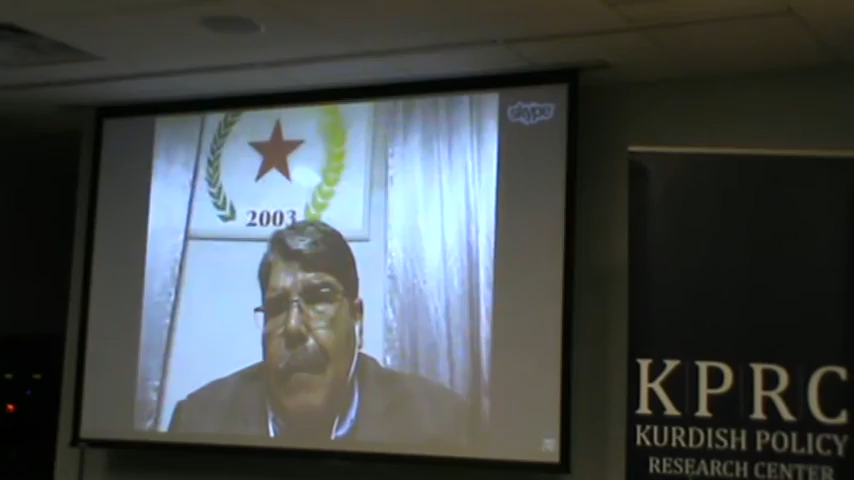 skype
2003
KPRC
KURDISH POLICY
RESEARCH CENTER